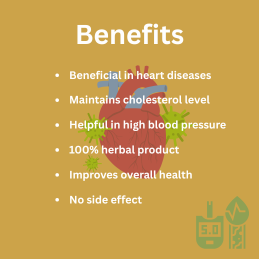 Benefits
• Beneficial in heart diseases
• Maintains cholesterol level
• Helpful in high blood pressure
• 100% herbal product
• Improves overall health
• No side effect
5.0